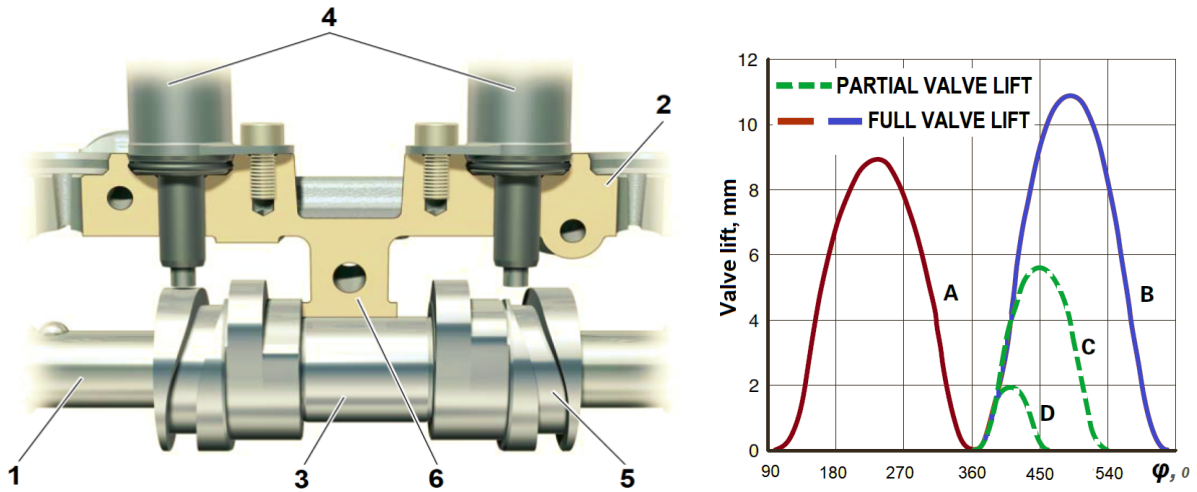 4
2
1
3
6
5
12
10
8
6
4
2
0
Valve lift, mm
PARTIAL VALVE LIFT
FULL VALVE LIFT
A
B
C
D
90 180 270 360 450 540 φ, 0